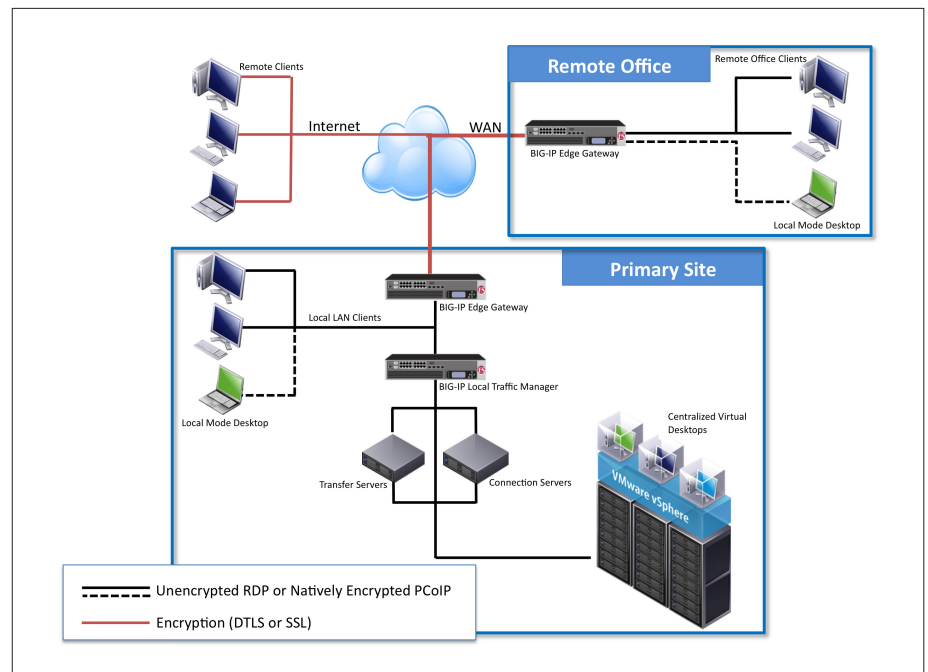 Remote Clients
Internet
WAN
Remote Office
Remote Office Clients
BIG-IP Edge Gateway
Local Mode Desktop
Primary Site
BIG-IP Edge Gateway
Local LAN Clients
BIG-IP Local Traffic Manager
Local Mode Desktop
Transfer Servers
Connection Servers
Centralized Virtual
Desktops
VMware vSphere
Unencrypted RDP or Natively Encrypted PCoIP
Encryption (DTLS or SSL)